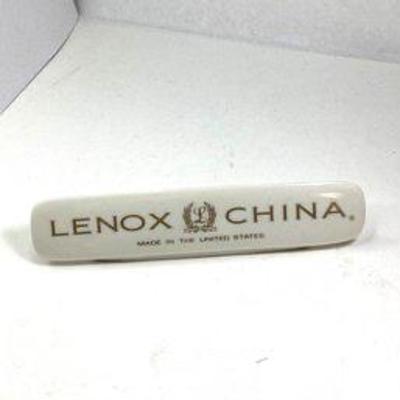 LENOX L CHINA®
MADE IN THE UNITED STATES